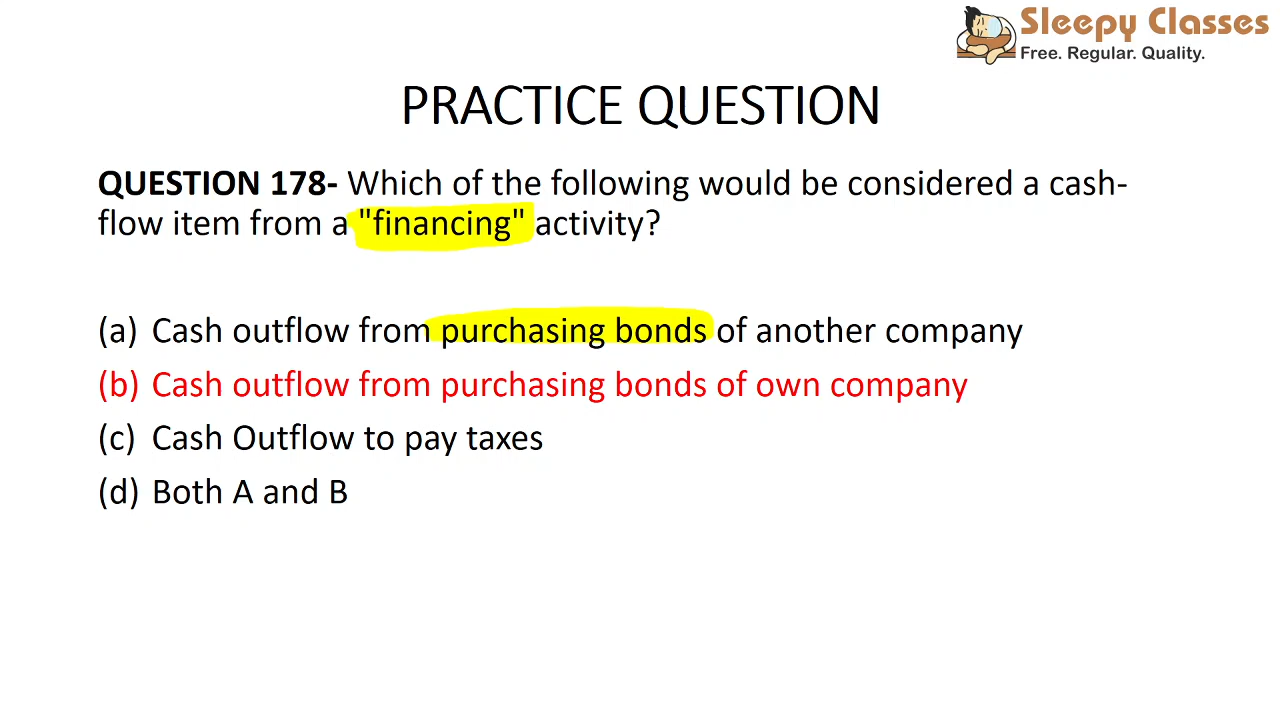 Sleepy Classes
Free. Regular. Quality.
PRACTICE QUESTION
QUESTION 178- Which of the following would be considered a cash-
flow item from a "financing" activity?
(a) Cash outflow from purchasing bonds of another company
(b) Cash outflow from purchasing bonds of own company
(c) Cash Outflow to pay taxes
(d) Both A and B